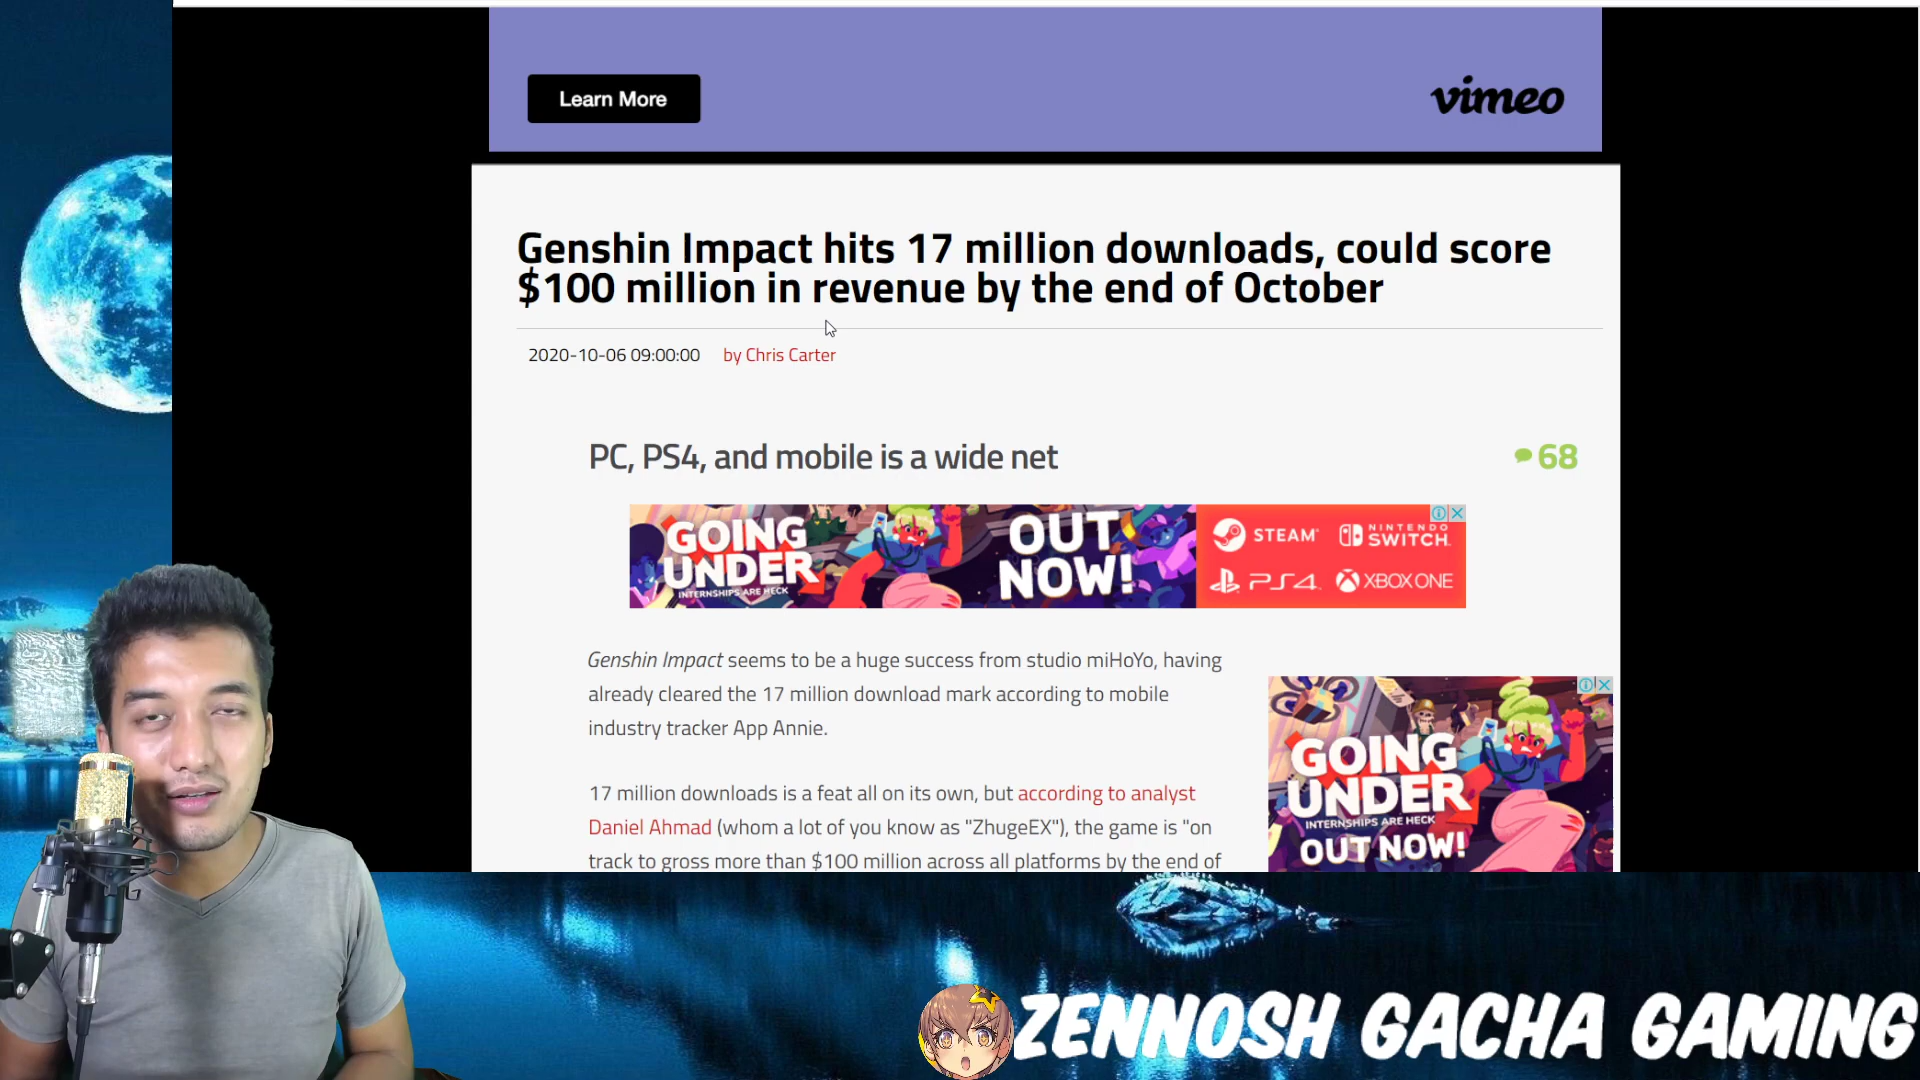 Learn More
vimeo
Genshin Impact hits 17 million downloads, could score
$100 million in revenue by the end of October
2020-10-06 09:00:00 by Chris Carter
PC, PS4, and mobile is a wide net
68
GOING
UNDER
INTERNSHIPS ARE HECK
OUT
NOW!
STEAM
NINTENDO
SWITCH
PS4
XBOX ONE
Genshin Impact seems to be a huge success from studio miHoYo, having
already cleared the 17 million download mark according to mobile
industry tracker App Annie.
17 million downloads is a feat all on its own, but according to analyst
Daniel Ahmad (whom a lot of you know as "ZhugeEX"), the game is "on
track to gross more than $100 million across all platforms by the end of
GOING
UNDER
INTERNSHIPS ARE HECK
OUT NOW!
ZENNOSH GACHA GAMING